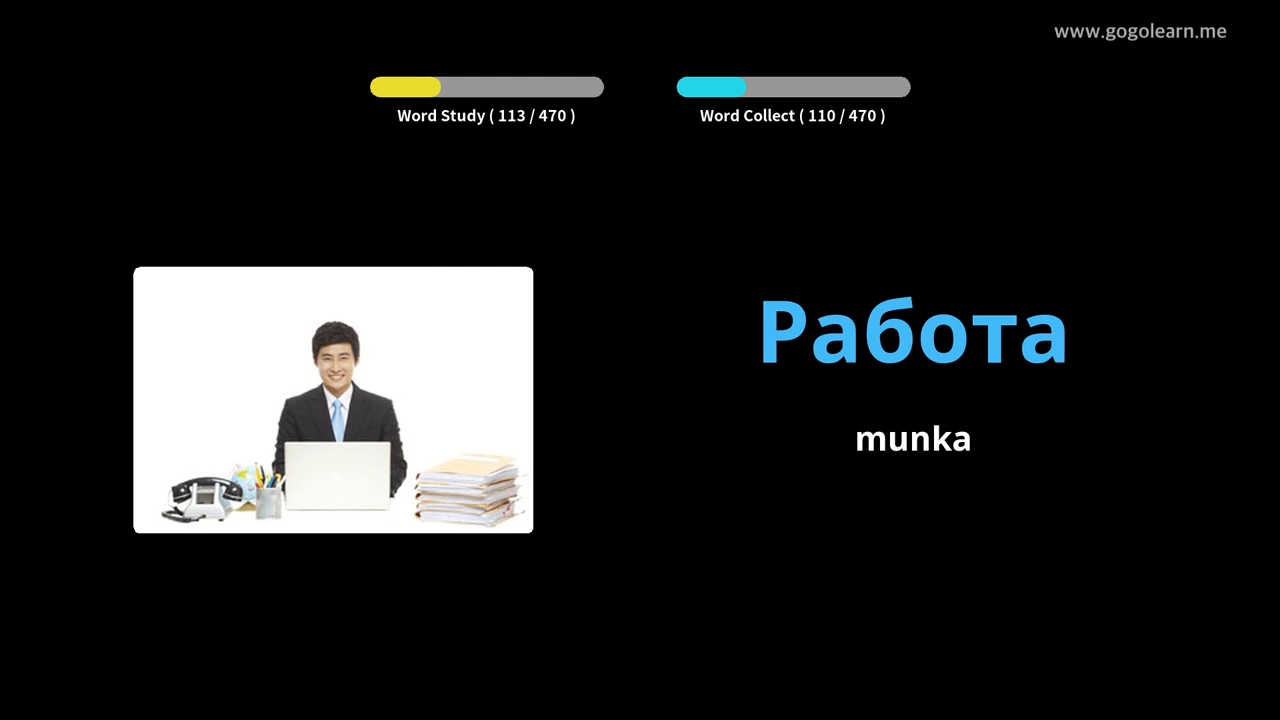 www.gogolearn.me
Word Study ( 113 / 470 )
Word Collect ( 110 / 470 )
Работа
munka